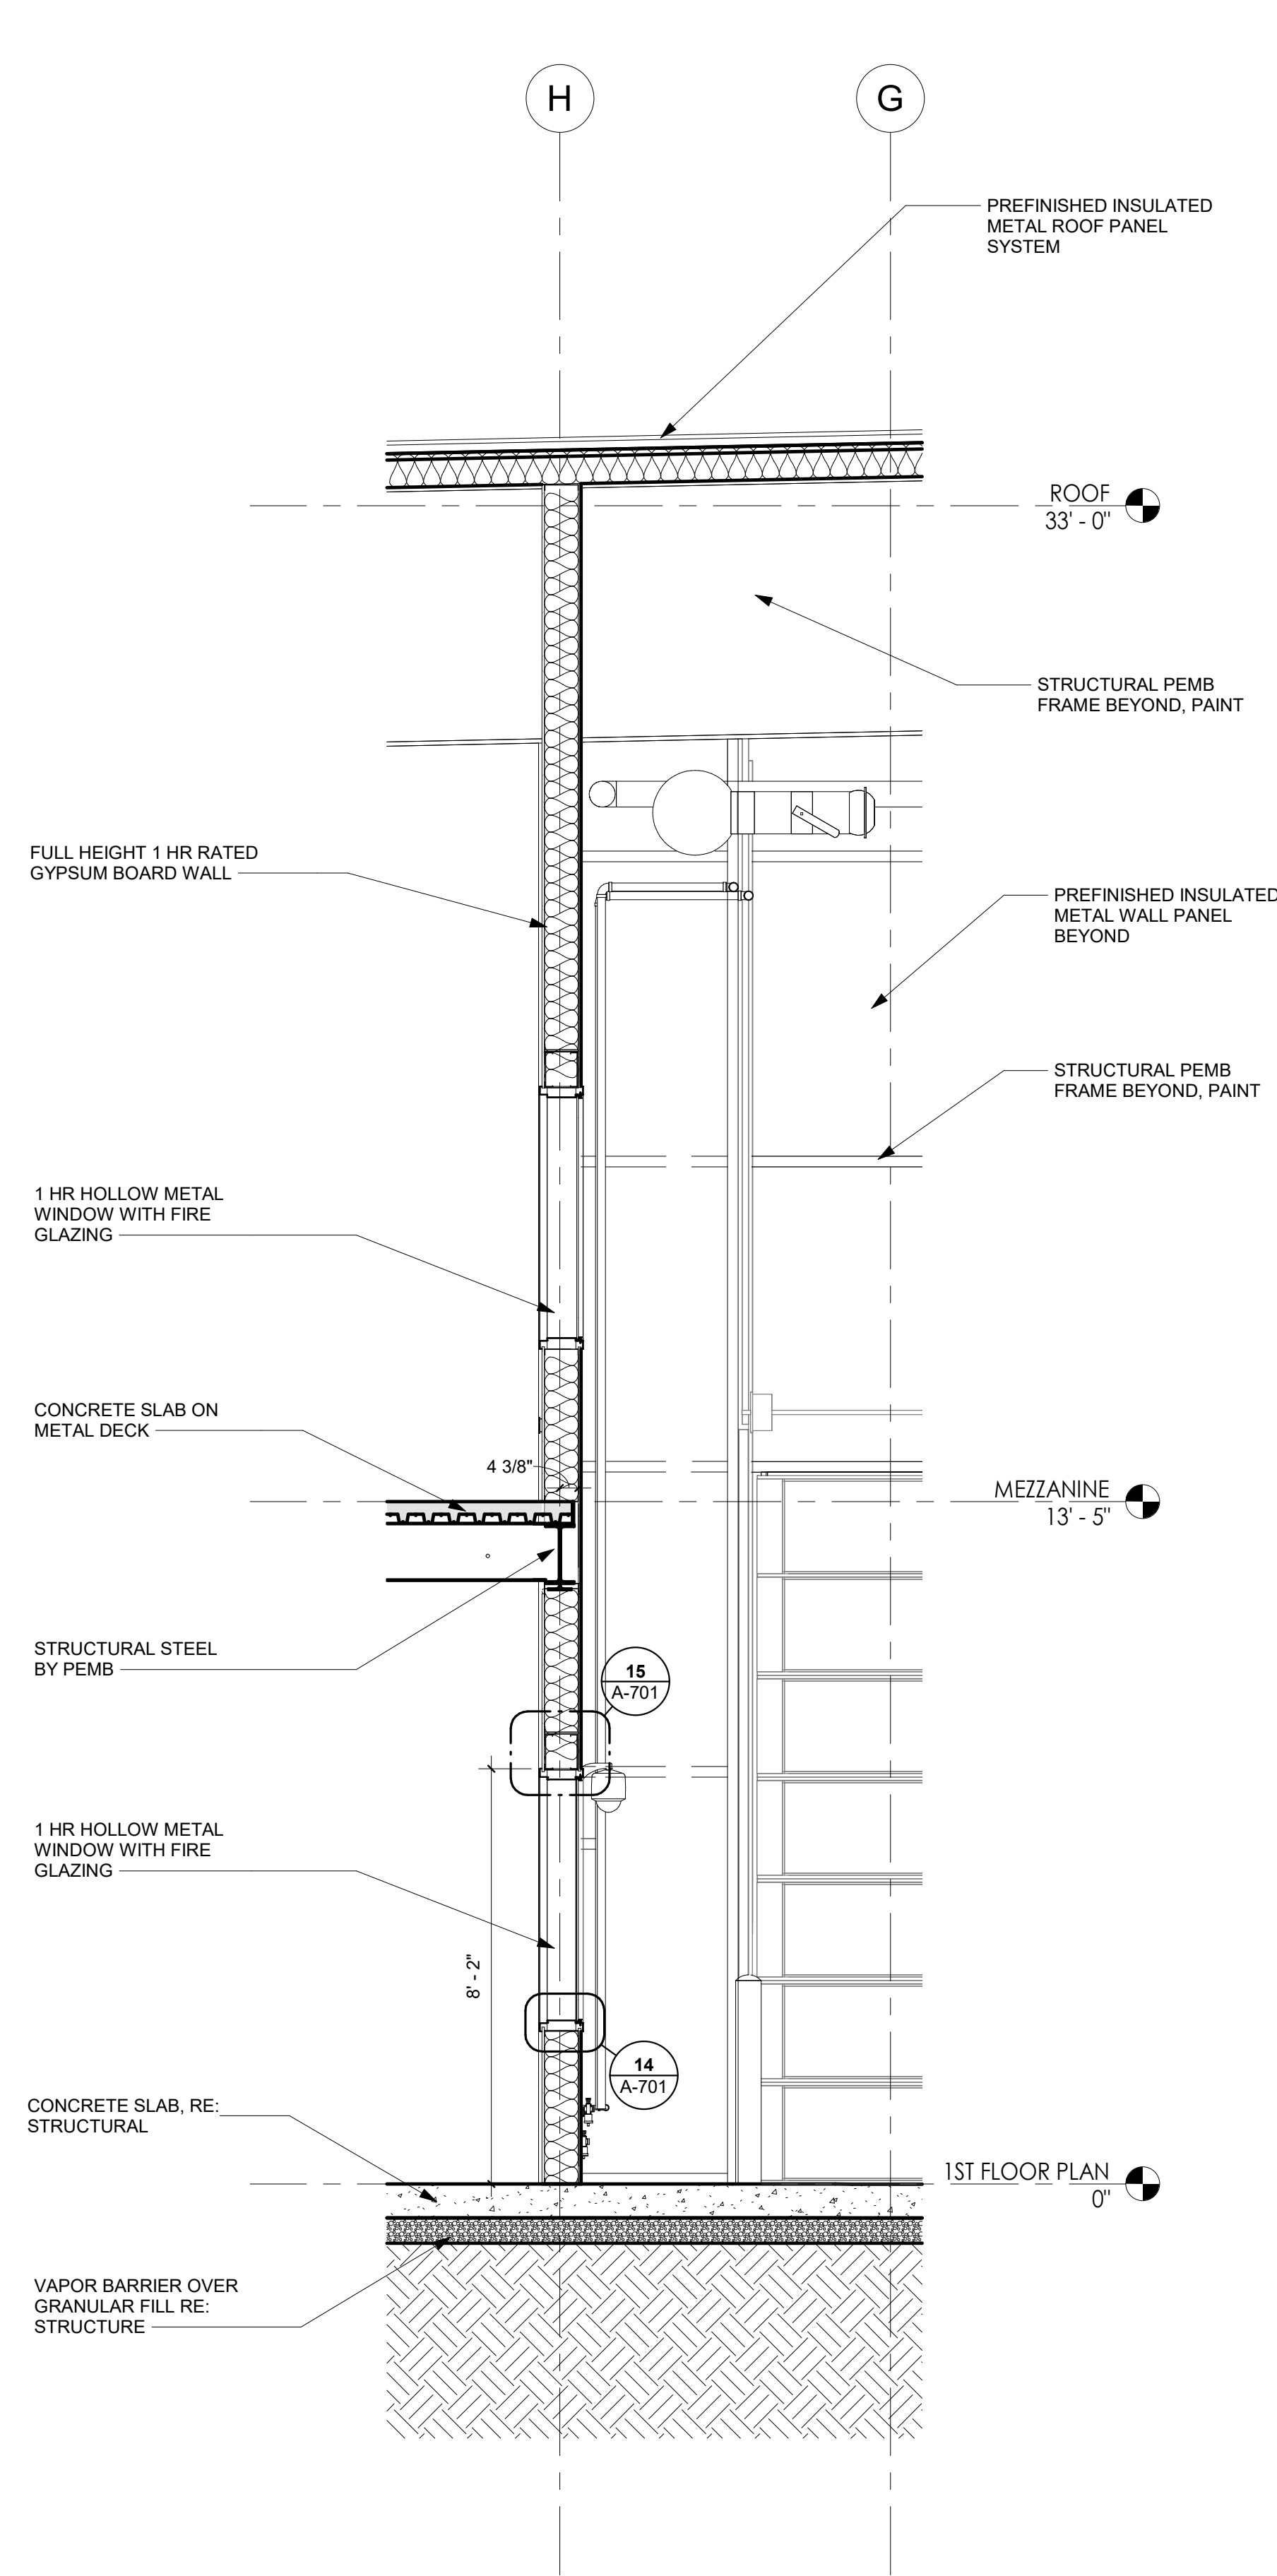 H
G
PREFINISHED INSULATED
METAL ROOF PANEL
SYSTEM
ROOF
33' - 0"
STRUCTURAL PEMB
FRAME BEYOND, PAINT
FULL HEIGHT 1 HR RATED
GYPSUM BOARD WALL
PREFINISHED INSULATED
METAL WALL PANEL
BEYOND
STRUCTURAL PEMB
FRAME BEYOND, PAINT
1 HR HOLLOW METAL
WINDOW WITH FIRE
GLAZING
CONCRETE SLAB ON
METAL DECK
4 3/8"
MEZZANINE
13' - 5"
STRUCTURAL STEEL
BY PEMB
15
A-701
1 HR HOLLOW METAL
WINDOW WITH FIRE
GLAZING
8' - 2"
14
A-701
CONCRETE SLAB, RE:
STRUCTURAL
1ST FLOOR PLAN
0"
VAPOR BARRIER OVER
GRANULAR FILL RE:
STRUCTURE